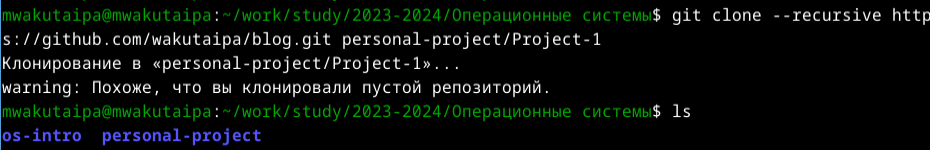 mwakutaipa@mwakutaipa:~/work/study/2023-2024/Операционные системы$ git clone --recursive http
s://github.com/wakutaipa/blog.git personal-project/Project-1
Клонирование в «personal-project/Project-1»...
warning: Похоже, что вы клонировали пустой репозиторий.
mwakutaipa@mwakutaipa:~/work/study/2023-2024/Операционные системы$ ls
os-intro  personal-project